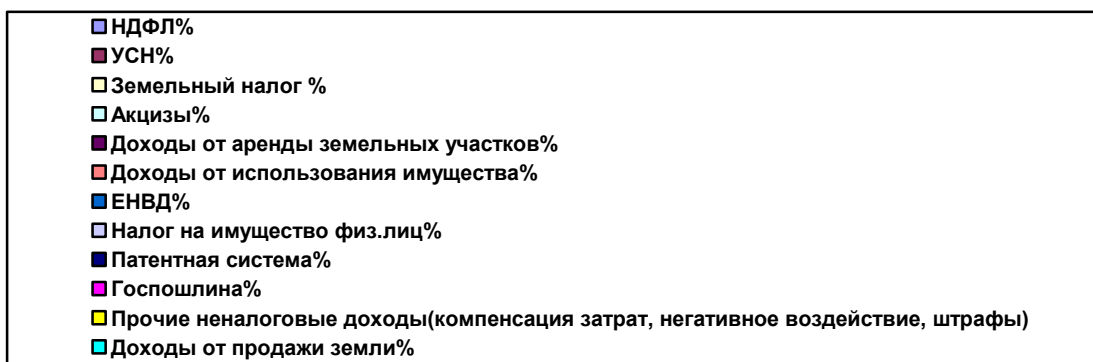 НДФЛ%
УСН%
Земельный налог %
Акцизы%
Доходы от аренды земельных участков%
Доходы от использования имущества%
ЕНВД%
Налог на имущество физ.лиц%
Патентная система%
Госпошлина%
Прочие неналоговые доходы(компенсация затрат, негативное воздействие, штрафы)
Доходы от продажи земли%